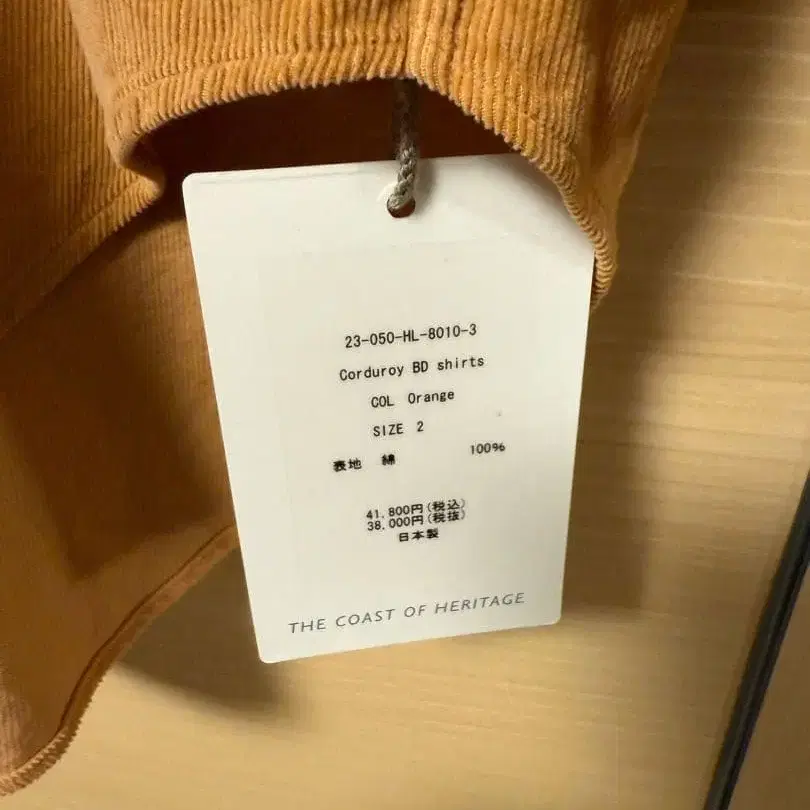 23-050-HL-8010-3
Corduroy BD shirts
COL Orange
SIZE 2
表地 綿 100%
41,800円(税込)
38,000円(税抜)
日本製
THE COAST OF HERITAGE